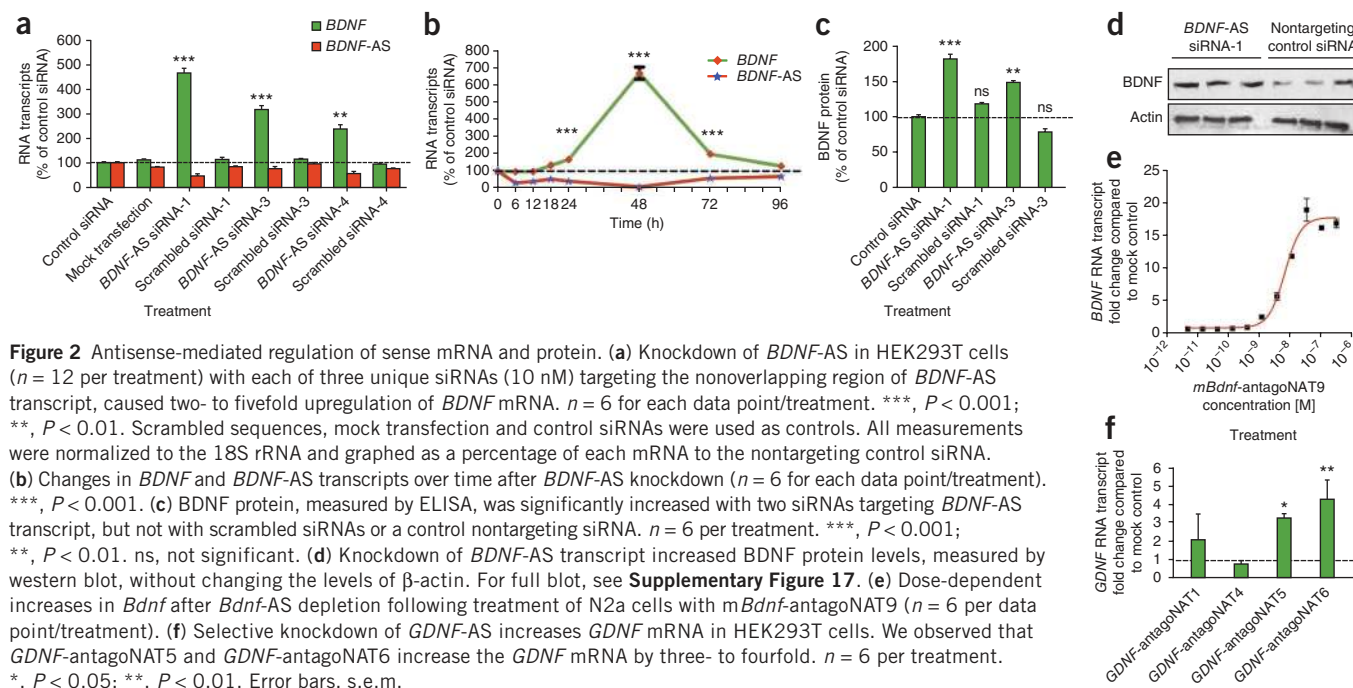 a
BDNF
BDNF-AS
RNA transcripts
(% of control siRNA)
600
500
400
300
200
100
0
***
***
**
Control siRNA
Mock transfection
BDNF-AS siRNA-1
Scrambled siRNA-1
BDNF-AS siRNA-3
Scrambled siRNA-3
BDNF-AS siRNA-4
Scrambled siRNA-4
Treatment
b
BDNF
BDNF-AS
RNA transcripts
(% of control siRNA)
800
700
600
500
400
300
200
100
0
***
***
***
0 6 12 18 24 48 72 96
Time (h)
c
BDNF protein
(% of control siRNA)
200
150
100
50
0
***
ns
**
ns
Control siRNA
BDNF-AS siRNA-1
Scrambled siRNA-1
BDNF-AS siRNA-3
Scrambled siRNA-3
Treatment
d
BDNF-AS
siRNA-1
Nontargeting
control siRNA
BDNF
Actin
e
BDNF RNA transcript
fold change compared
to mock control
25
20
15
10
5
0
10⁻¹²
10⁻¹¹
10⁻¹⁰
10⁻⁹
10⁻⁸
10⁻⁷
10⁻⁶
mBdnf-antagoNAT9
concentration [M]
Treatment
f
GDNF RNA transcript
fold change compared
to mock control
6
5
4
3
2
1
0
*
**
GDNF-antagoNAT1
GDNF-antagoNAT4
GDNF-antagoNAT5
GDNF-antagoNAT6
Figure 2 Antisense-mediated regulation of sense mRNA and protein. (a) Knockdown of BDNF-AS in HEK293T cells
(n = 12 per treatment) with each of three unique siRNAs (10 nM) targeting the nonoverlapping region of BDNF-AS
transcript, caused two- to fivefold upregulation of BDNF mRNA. n = 6 for each data point/treatment. ***, P < 0.001;
**, P < 0.01. Scrambled sequences, mock transfection and control siRNAs were used as controls. All measurements
were normalized to the 18S rRNA and graphed as a percentage of each mRNA to the nontargeting control siRNA.
(b) Changes in BDNF and BDNF-AS transcripts over time after BDNF-AS knockdown (n = 6 for each data point/treatment).
***, P < 0.001. (c) BDNF protein, measured by ELISA, was significantly increased with two siRNAs targeting BDNF-AS
transcript, but not with scrambled siRNAs or a control nontargeting siRNA. n = 6 per treatment. ***, P < 0.001;
**, P < 0.01. ns, not significant. (d) Knockdown of BDNF-AS transcript increased BDNF protein levels, measured by
western blot, without changing the levels of β-actin. For full blot, see Supplementary Figure 17. (e) Dose-dependent
increases in Bdnf after Bdnf-AS depletion following treatment of N2a cells with mBdnf-antagoNAT9 (n = 6 per data
point/treatment). (f) Selective knockdown of GDNF-AS increases GDNF mRNA in HEK293T cells. We observed that
GDNF-antagoNAT5 and GDNF-antagoNAT6 increase the GDNF mRNA by three- to fourfold. n = 6 per treatment.
*, P < 0.05; **, P < 0.01. Error bars, s.e.m.